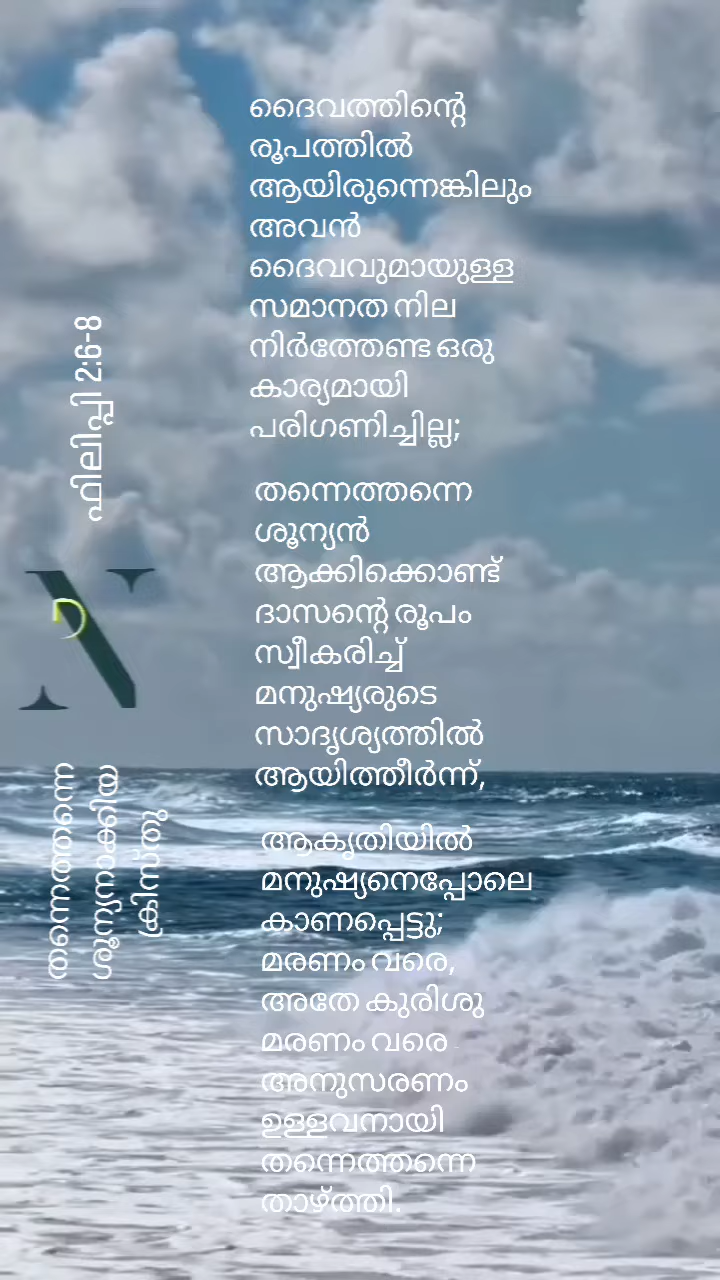 ദൈവത്തിന്റെ
രൂപത്തിൽ
ആയിരുന്നെങ്കിലും
അവൻ
ദൈവവുമായുള്ള
സമാനത നില
നിർത്തേണ്ട ഒരു
കാര്യമായി
പരിഗണിച്ചില്ല;
തന്നെത്തന്നെ
ശൂന്യൻ
ആക്കിക്കൊണ്ട്
ദാസന്റെ രൂപം
സ്വീകരിച്ച്
മനുഷ്യരുടെ
സാദൃശ്യത്തിൽ
ആയിത്തീർന്ന്,
ആകൃതിയിൽ
മനുഷ്യനെപ്പോലെ
കാണപ്പെട്ടു;
മരണം വരെ,
അതേ കുരിശു
മരണം വരെ
അനുസരണം
ഉള്ളവനായി
തന്നെത്തന്നെ
താഴ്ത്തി.
ഫിലിപ്പി 2:6-8
N
തന്നെത്തന്നെ
ശൂന്യനാക്കിയ
ക്രിസ്തു